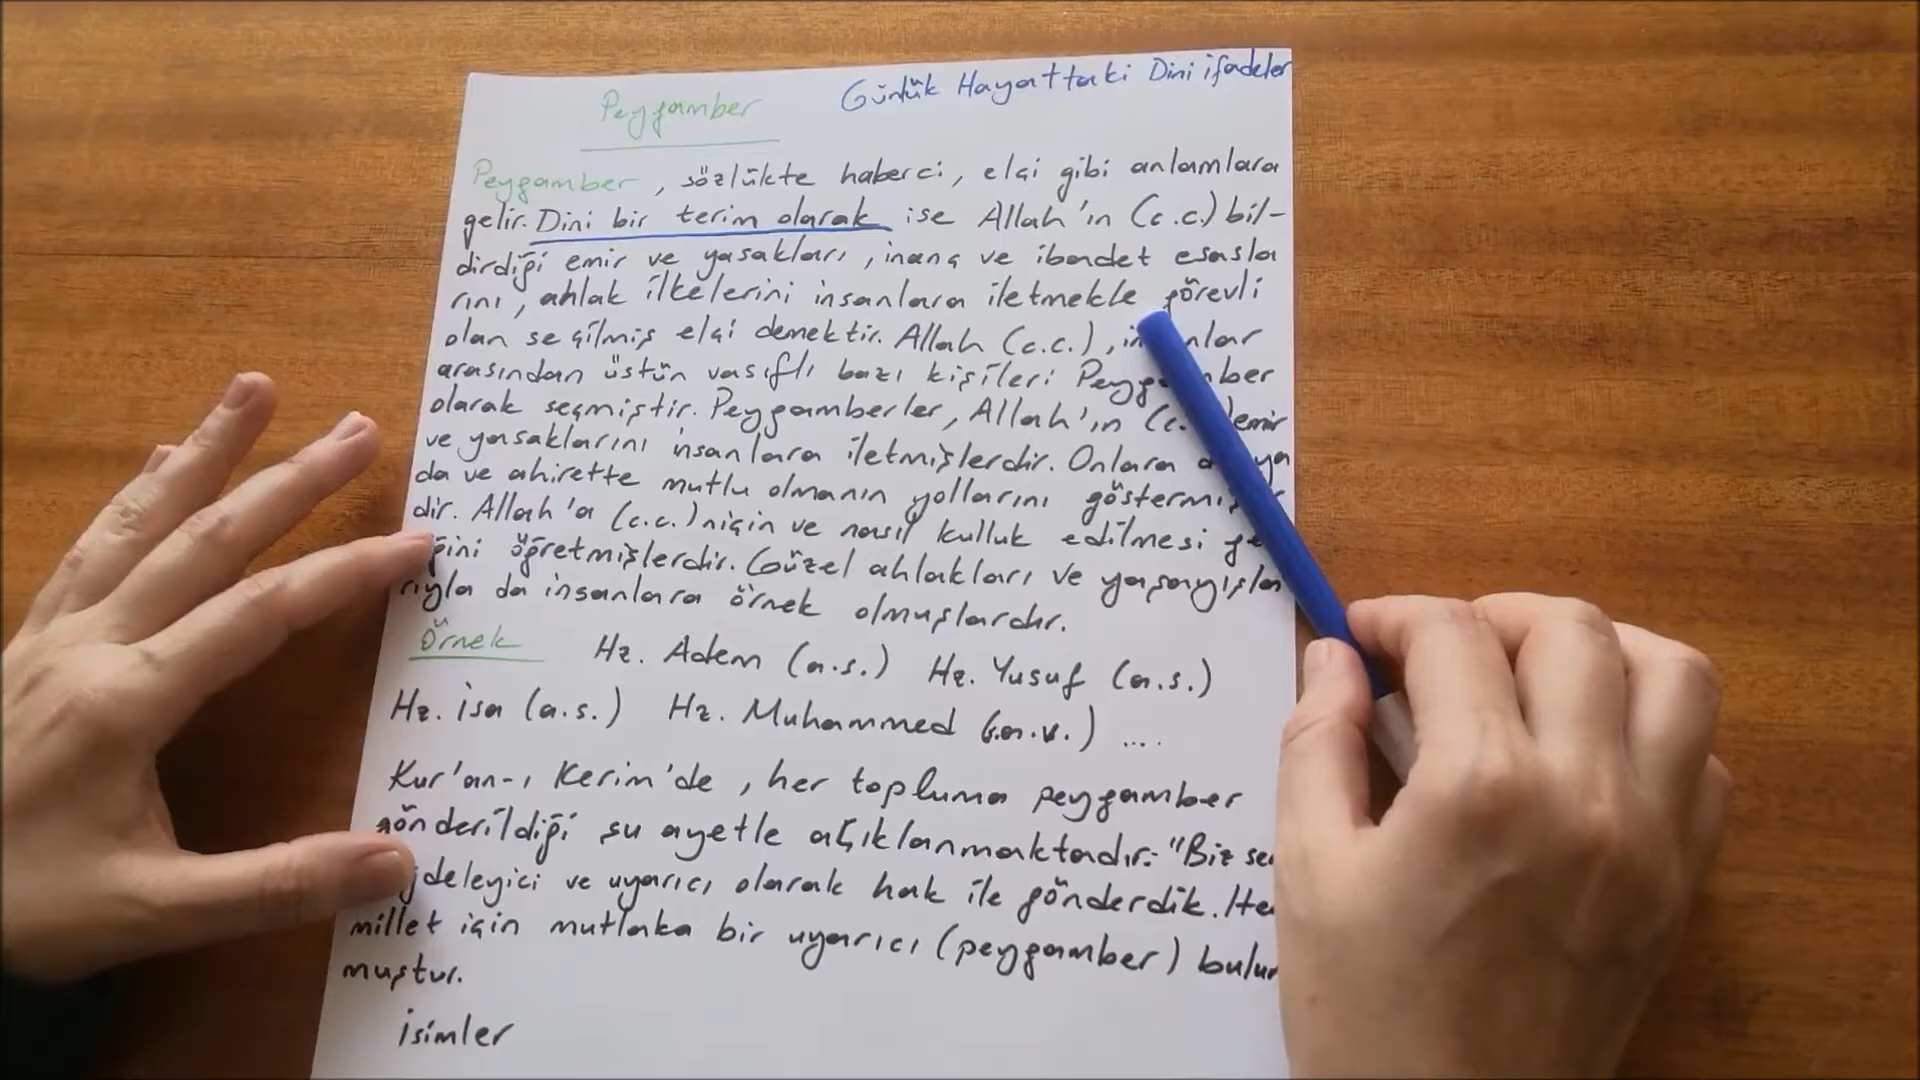 Günlük Hayattaki Dini ifadeler
Peygamber
Peygamber, sözlükte haberci, elçi gibi anlamlara
gelir. Dini bir terim olarak ise Allah'ın (c.c.) bil-
dirdiği emir ve yasakları, inanç ve ibadet esasla
rını, ahlak ilkelerini insanlara iletmekle görevli
olan seçilmiş elçi demektir. Allah (c.c.),
arasından üstün vasıflı bazı kişileri
olarak seçmiştir. Peygamberler, Allah'ın emir
ve yasaklarını insanlara iletmişlerdir. Onlara
da ve ahirette mutlu olmanın yollarını
dir. Allah'a (c.c.) niçin ve nasıl kulluk edilmesi
öğretmişlerdir. Güzel ahlakları ve yaşayışla
rıyla da insanlara örnek olmuşlardır.
Örnek Hz. Adem (a.s.) Hz. Yusuf (a.s.)
Hz. İsa (a.s.) Hz. Muhammed (s.a.v.) ....
Kur'an-ı Kerim'de, her topluma peygamber
gönderildiği şu ayetle açıklanmaktadır: "Biz
ve uyarıcı olarak hak ile gönderdik.
millet için mutlaka bir uyarıcı (peygamber) bulun
muştur.
isimler